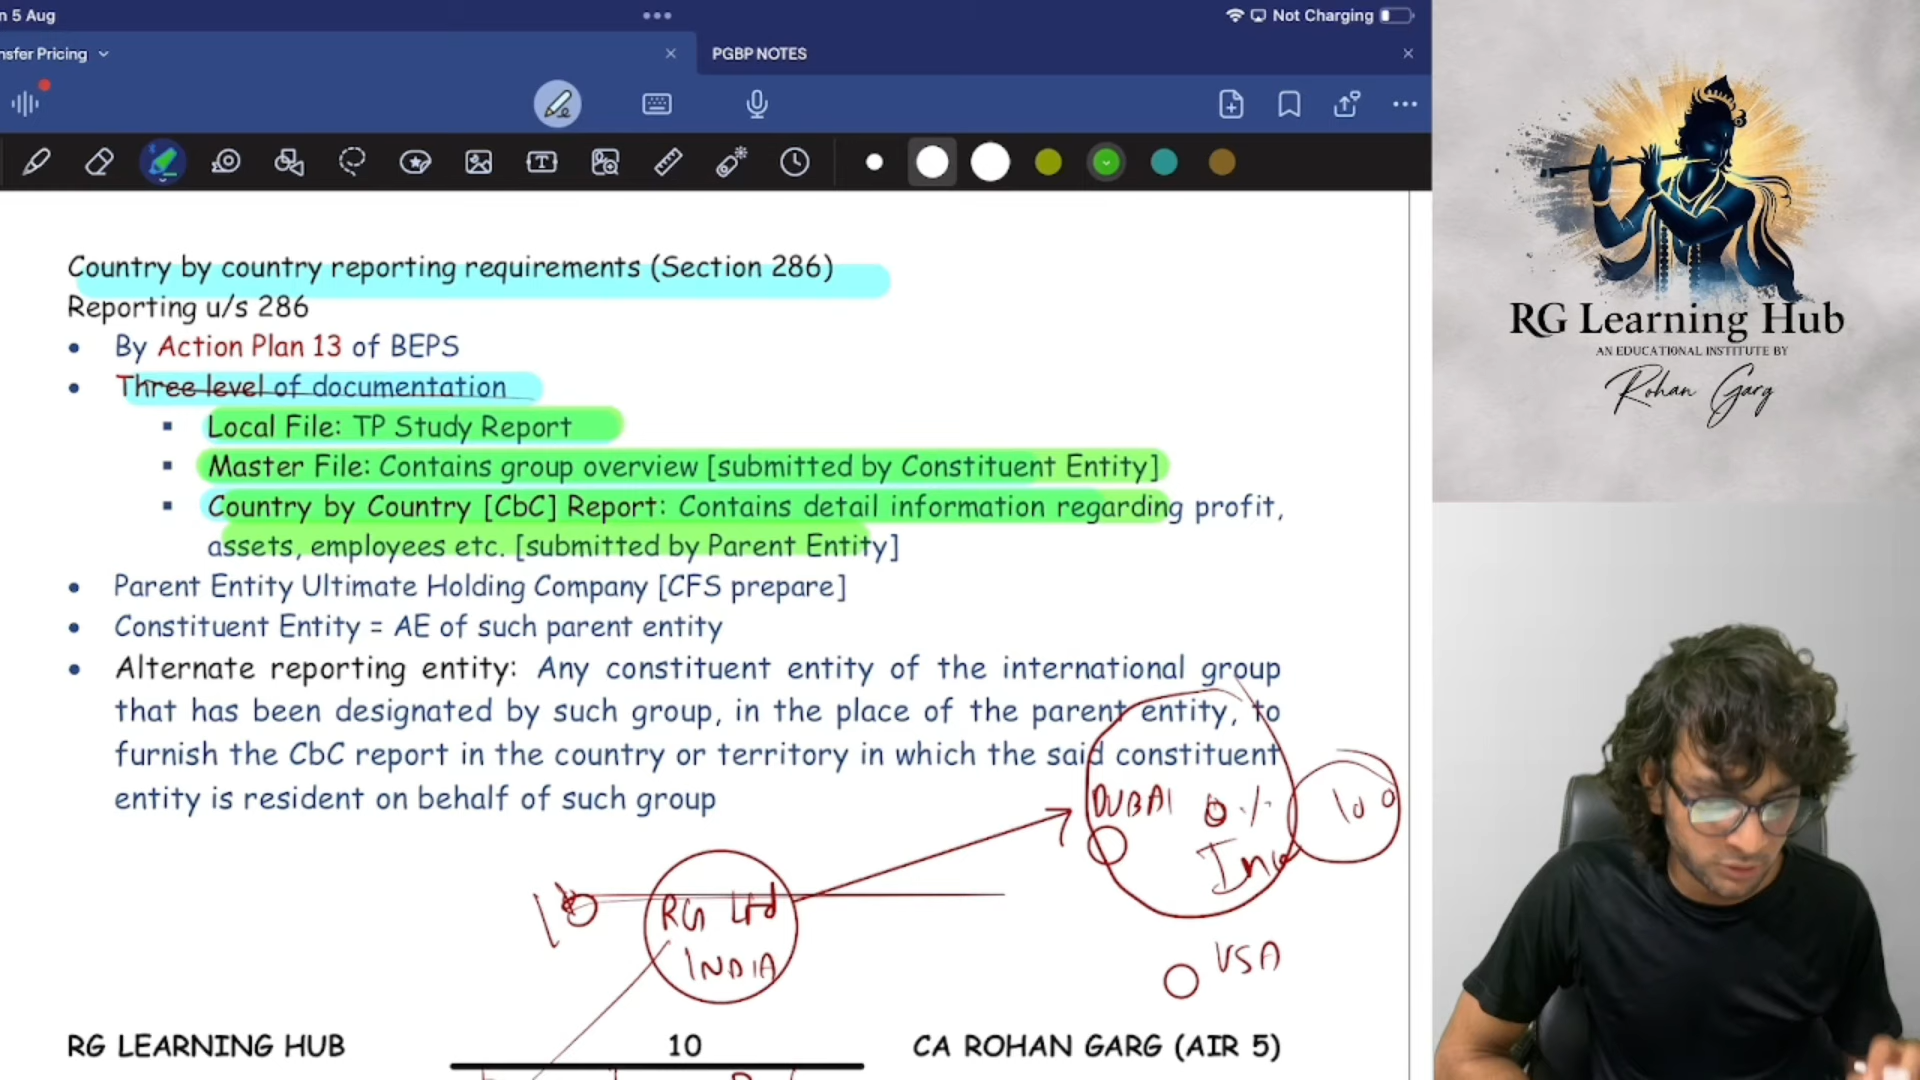 n 5 Aug
Not Charging
nsfer Pricing
PGBP NOTES
Country by country reporting requirements (Section 286)
Reporting u/s 286
By Action Plan 13 of BEPS
Three level of documentation
Local File: TP Study Report
Master File: Contains group overview [submitted by Constituent Entity]
Country by Country [CbC] Report: Contains detail information regarding profit,
assets, employees etc. [submitted by Parent Entity]
Parent Entity Ultimate Holding Company [CFS prepare]
Constituent Entity = AE of such parent entity
Alternate reporting entity: Any constituent entity of the international group
that has been designated by such group, in the place of the parent entity, to
furnish the CbC report in the country or territory in which the said constituent
entity is resident on behalf of such group
DUBAI 0 %
100
RG Ltd
INDIA
USA
RG LEARNING HUB
10
CA ROHAN GARG (AIR 5)
RG Learning Hub
AN EDUCATIONAL INSTITUTE BY
Rohan Garg